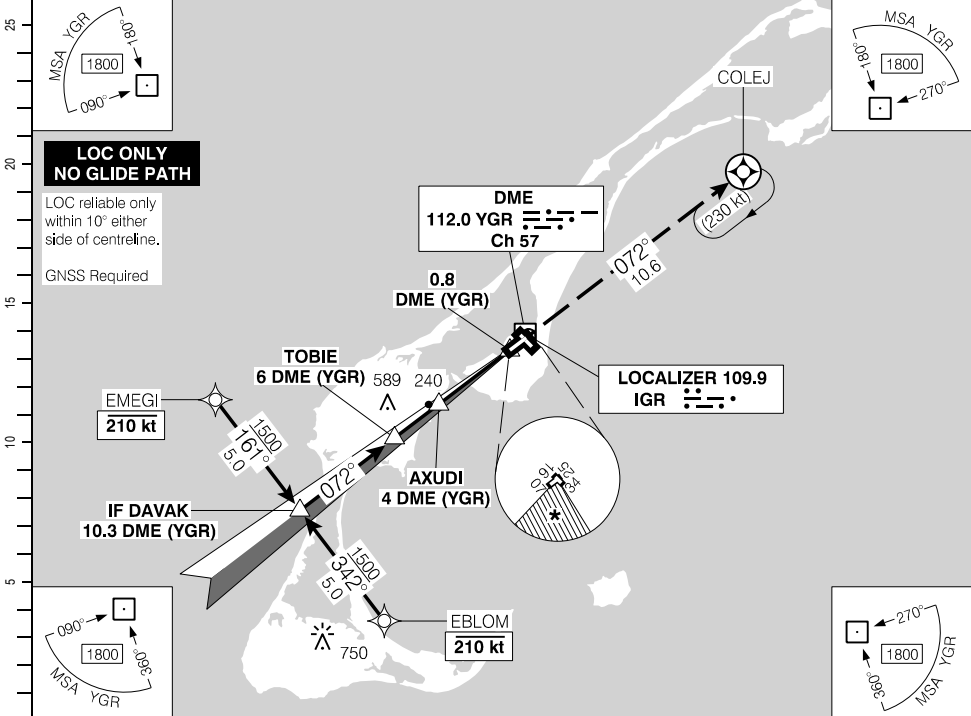 25
20
15
10
5
MSA YGR
180°
1800
090°
MSA YGR
180°
1800
270°
COLEJ
(230 kt)
LOC ONLY
NO GLIDE PATH
LOC reliable only
within 10° either
side of centreline.
GNSS Required
DME
112.0 YGR
Ch 57
072°
10.6
0.8
DME (YGR)
TOBIE
6 DME (YGR)
589
240
LOCALIZER 109.9
IGR
EMEGI
210 kt
1500
161°
5.0
072°
AXUDI
4 DME (YGR)
07
16
25
34
*
IF DAVAK
10.3 DME (YGR)
1500
342°
5.0
EBLOM
210 kt
750
090°
360°
1800
MSA YGR
270°
360°
1800
MSA YGR